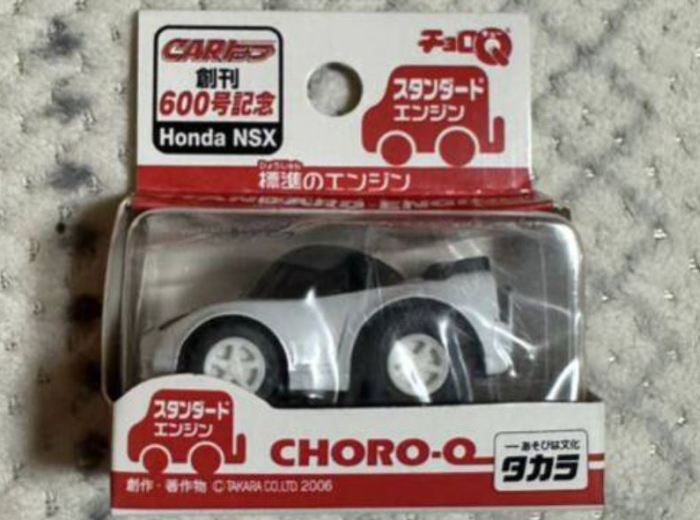 CARトップ
創刊
600号記念
Honda NSX
チョロQ
スタンダード
エンジン
ひょうじゅん
標準のエンジン
STANDARD ENGINE
スタンダード
エンジン
CHORO-Q
あそびは文化
タカラ
創作・著作物 ©TAKARA CO.,LTD. 2006